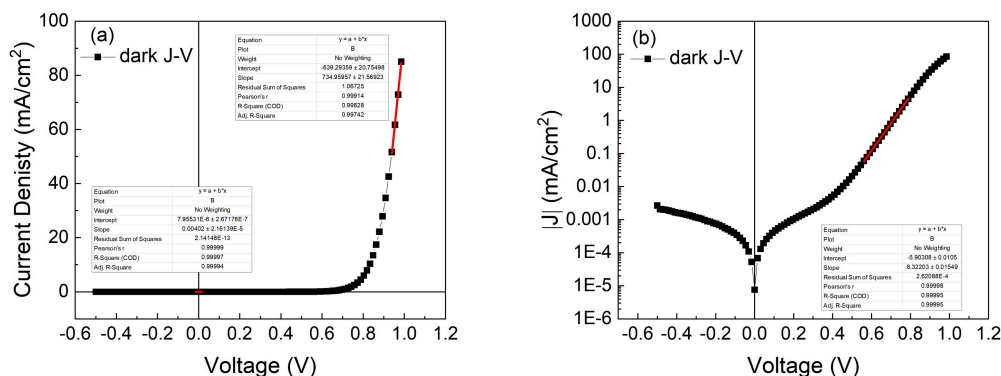 (a)
dark J-V
Current Denisty (mA/cm²)
100
80
60
40
20
0
Equation y = a + b*x
Plot B
Weight No Weighting
Intercept -639.29359 ± 20.75498
Slope 734.95957 ± 21.56923
Residual Sum of Squares 1.06725
Pearson's r 0.99914
R-Square (COD) 0.99828
Adj. R-Square 0.99742
Equation y = a + b*x
Plot B
Weight No Weighting
Intercept 7.95531E-6 ± 2.67176E-7
Slope 0.00402 ± 2.16139E-5
Residual Sum of Squares 2.14148E-13
Pearson's r 0.99999
R-Square (COD) 0.99997
Adj. R-Square 0.99994
-0.6 -0.4 -0.2 0.0 0.2 0.4 0.6 0.8 1.0 1.2
Voltage (V)
(b)
dark J-V
|J| (mA/cm²)
1000
100
10
1
0.1
0.01
0.001
1E-4
1E-5
1E-6
Equation y = a + b*x
Plot B
Weight No Weighting
Intercept -5.90308 ± 0.0105
Slope 8.32203 ± 0.01549
Residual Sum of Squares 2.62088E-4
Pearson's r 0.99998
R-Square (COD) 0.99995
Adj. R-Square 0.99995
-0.6 -0.4 -0.2 0.0 0.2 0.4 0.6 0.8 1.0 1.2
Voltage (V)